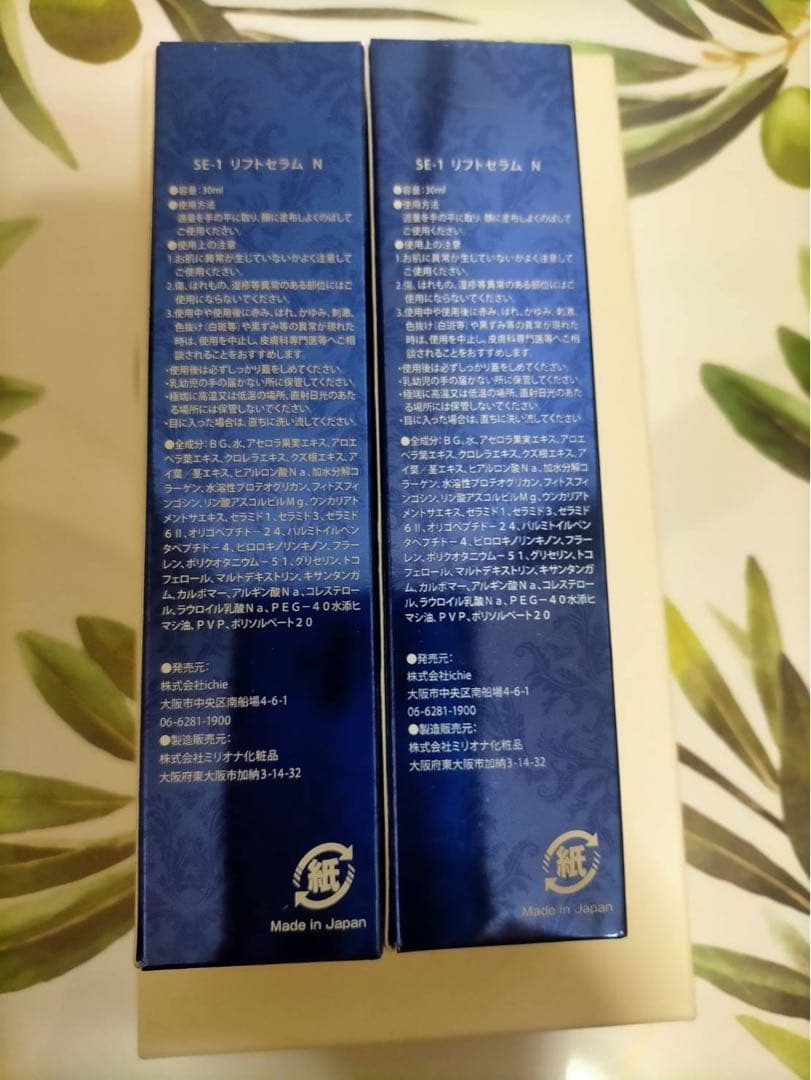 SE-1 リフトセラム N
●容量：30ml
●使用方法
適量を手の平に取り、顔に塗布しよくのばして
ご使用ください。
●使用上の注意
1.お肌に異常が生じていないかよく注意して
ご使用ください。
2.傷、はれもの、湿疹等異常のある部位にはご
使用にならないでください。
3.使用中や使用後に赤み、はれ、かゆみ、刺激、
色抜け（白斑等）や黒ずみ等の異常が現れた
時は、使用を中止し、皮膚科専門医等へご相
談されることをおすすめします。
・使用後は必ずしっかり蓋をしめてください。
・乳幼児の手の届かない所に保管してください。
・極端に高温又は低温の場所、直射日光のあた
る場所には保管しないでください。
・目に入った場合は、直ちに洗い流してください。
●全成分：BG、水、アセロラ果実エキス、アロエ
ベラ葉エキス、クロレラエキス、クズ根エキス、ア
イ葉／茎エキス、ヒアルロン酸Na、加水分解コ
ラーゲン、水溶性プロテオグリカン、フィトスフィ
ンゴシン、リン酸アスコルビルMg、ウンカリアト
メントサエキス、セラミド1、セラミド3、セラミド
6Ⅱ、オリゴペプチド－24、パルミトイルペン
タペプチド－4、ピロロキノリンキノン、フラー
レン、ポリクオタニウム－51、グリセリン、トコ
フェロール、マルトデキストリン、キサンタンガ
ム、カルボマー、アルギン酸Na、コレステロー
ル、ラウロイル乳酸Na、PEG－40水添ヒ
マシ油、PVP、ポリソルベート20
●発売元：
株式会社ichie
大阪市中央区南船場4-6-1
06-6281-1900
●製造販売元：
株式会社ミリオナ化粧品
大阪府東大阪市加納3-14-32
紙
Made in Japan
SE-1 リフトセラム N
●容量：30ml
●使用方法
適量を手の平に取り、顔に塗布しよくのばして
ご使用ください。
●使用上の注意
1.お肌に異常が生じていないかよく注意して
ご使用ください。
2.傷、はれもの、湿疹等異常のある部位にはご
使用にならないでください。
3.使用中や使用後に赤み、はれ、かゆみ、刺激、
色抜け（白斑等）や黒ずみ等の異常が現れた
時は、使用を中止し、皮膚科専門医等へご相
談されることをおすすめします。
・使用後は必ずしっかり蓋をしめてください。
・乳幼児の手の届かない所に保管してください。
・極端に高温又は低温の場所、直射日光のあた
る場所には保管しないでください。
・目に入った場合は、直ちに洗い流してください。
●全成分：BG、水、アセロラ果実エキス、アロエ
ベラ葉エキス、クロレラエキス、クズ根エキス、ア
イ葉／茎エキス、ヒアルロン酸Na、加水分解コ
ラーゲン、水溶性プロテオグリカン、フィトスフィ
ンゴシン、リン酸アスコルビルMg、ウンカリアト
メントサエキス、セラミド1、セラミド3、セラミド
6Ⅱ、オリゴペプチド－24、パルミトイルペン
タペプチド－4、ピロロキノリンキノン、フラー
レン、ポリクオタニウム－51、グリセリン、トコ
フェロール、マルトデキストリン、キサンタンガ
ム、カルボマー、アルギン酸Na、コレステロー
ル、ラウロイル乳酸Na、PEG－40水添ヒ
マシ油、PVP、ポリソルベート20
●発売元：
株式会社ichie
大阪市中央区南船場4-6-1
06-6281-1900
●製造販売元：
株式会社ミリオナ化粧品
大阪府東大阪市加納3-14-32
紙
Made in Japan